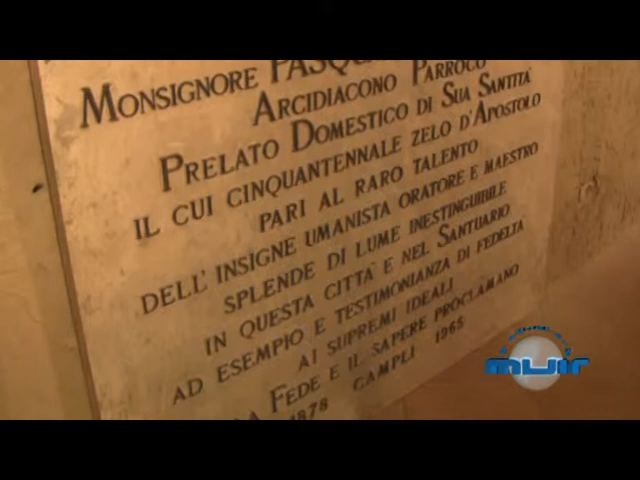 MONSIGNORE PASQU
ARCIDIACONO PARROCO
PRELATO DOMESTICO DI SUA SANTITÀ
IL CUI CINQUANTENNALE ZELO D'APOSTOLO
PARI AL RARO TALENTO
DELL'INSIGNE UMANISTA ORATORE E MAESTRO
SPLENDE DI LUME INESTINGUIBILE
IN QUESTA CITTÀ E NEL SANTUARIO
AD ESEMPIO E TESTIMONIANZA DI FEDELTÀ
AI SUPREMI IDEALI
FEDE E IL SAPERE PROCLAMANO
1878 CAMPLI 1965
MUIR